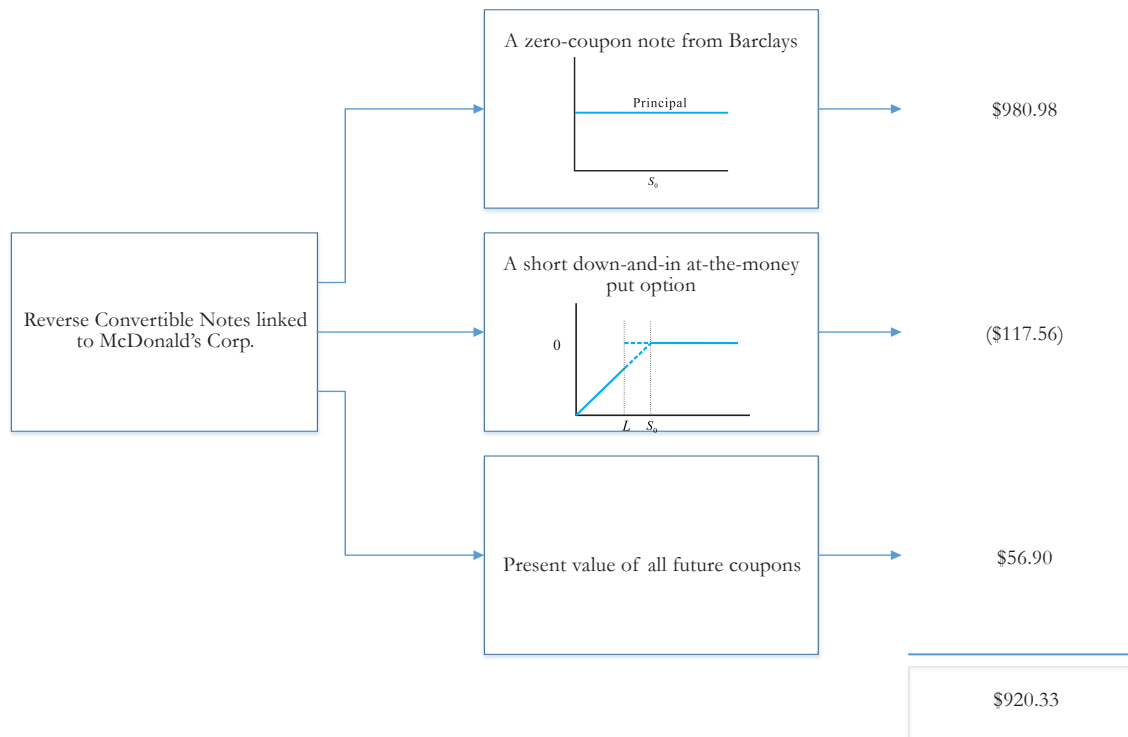 A zero-coupon note from Barclays
Principal
S₀
$980.98
Reverse Convertible Notes linked
to McDonald's Corp.
A short down-and-in at-the-money
put option
0
L S₀
($117.56)
Present value of all future coupons
$56.90
$920.33